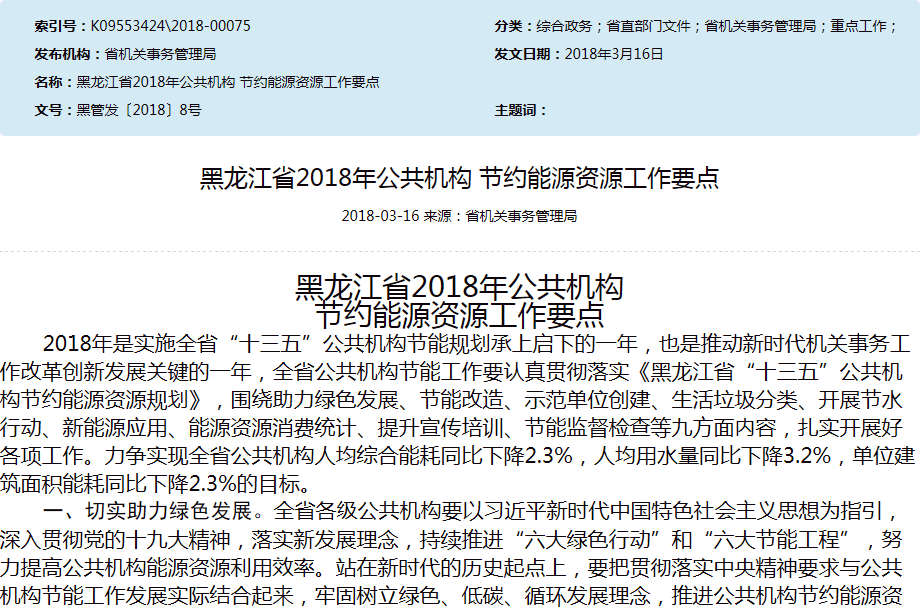 索引号：K09553424\2018-00075 分类：综合政务；省直部门文件；省机关事务管理局；重点工作；
发布机构：省机关事务管理局 发文日期：2018年3月16日
名称：黑龙江省2018年公共机构 节约能源资源工作要点
文号：黑管发〔2018〕8号 主题词：
黑龙江省2018年公共机构 节约能源资源工作要点
2018-03-16 来源：省机关事务管理局
黑龙江省2018年公共机构
节约能源资源工作要点
2018年是实施全省“十三五”公共机构节能规划承上启下的一年，也是推动新时代机关事务工
作改革创新发展关键的一年，全省公共机构节能工作要认真贯彻落实《黑龙江省“十三五”公共机
构节约能源资源规划》，围绕助力绿色发展、节能改造、示范单位创建、生活垃圾分类、开展节水
行动、新能源应用、能源资源消费统计、提升宣传培训、节能监督检查等九方面内容，扎实开展好
各项工作。力争实现全省公共机构人均综合能耗同比下降2.3%，人均用水量同比下降3.2%，单位建
筑面积能耗同比下降2.3%的目标。
一、切实助力绿色发展。全省各级公共机构要以习近平新时代中国特色社会主义思想为指引，
深入贯彻党的十九大精神，落实新发展理念，持续推进“六大绿色行动”和“六大节能工程”，努
力提高公共机构能源资源利用效率。站在新时代的历史起点上，要把贯彻落实中央精神要求与公共
机构节能工作发展实际结合起来，牢固树立绿色、低碳、循环发展理念，推进公共机构节约能源资